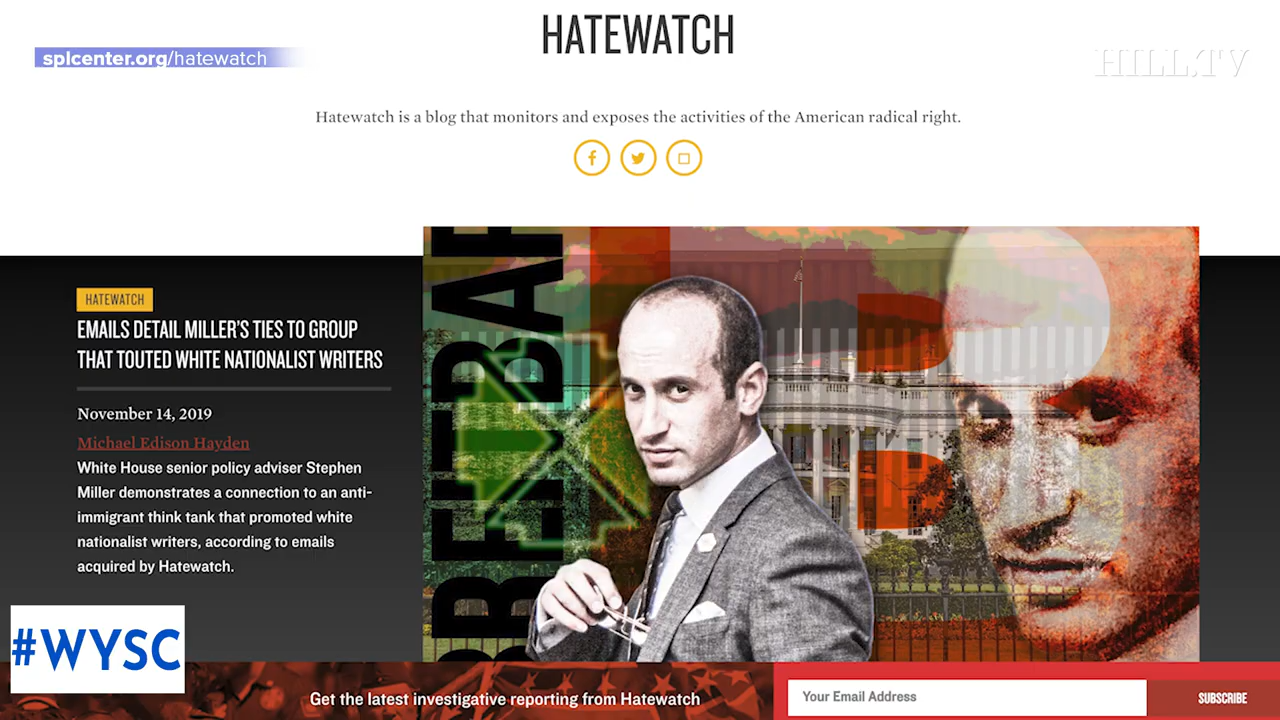 HATEWATCH
splcenter.org/hatewatch
HILL.TV
Hatewatch is a blog that monitors and exposes the activities of the American radical right.
HATEWATCH
EMAILS DETAIL MILLER'S TIES TO GROUP
THAT TOUTED WHITE NATIONALIST WRITERS
November 14, 2019
Michael Edison Hayden
White House senior policy adviser Stephen
Miller demonstrates a connection to an anti-
immigrant think tank that promoted white
nationalist writers, according to emails
acquired by Hatewatch.
BREITBAR
#WYSC
Get the latest investigative reporting from Hatewatch
Your Email Address
SUBSCRIBE